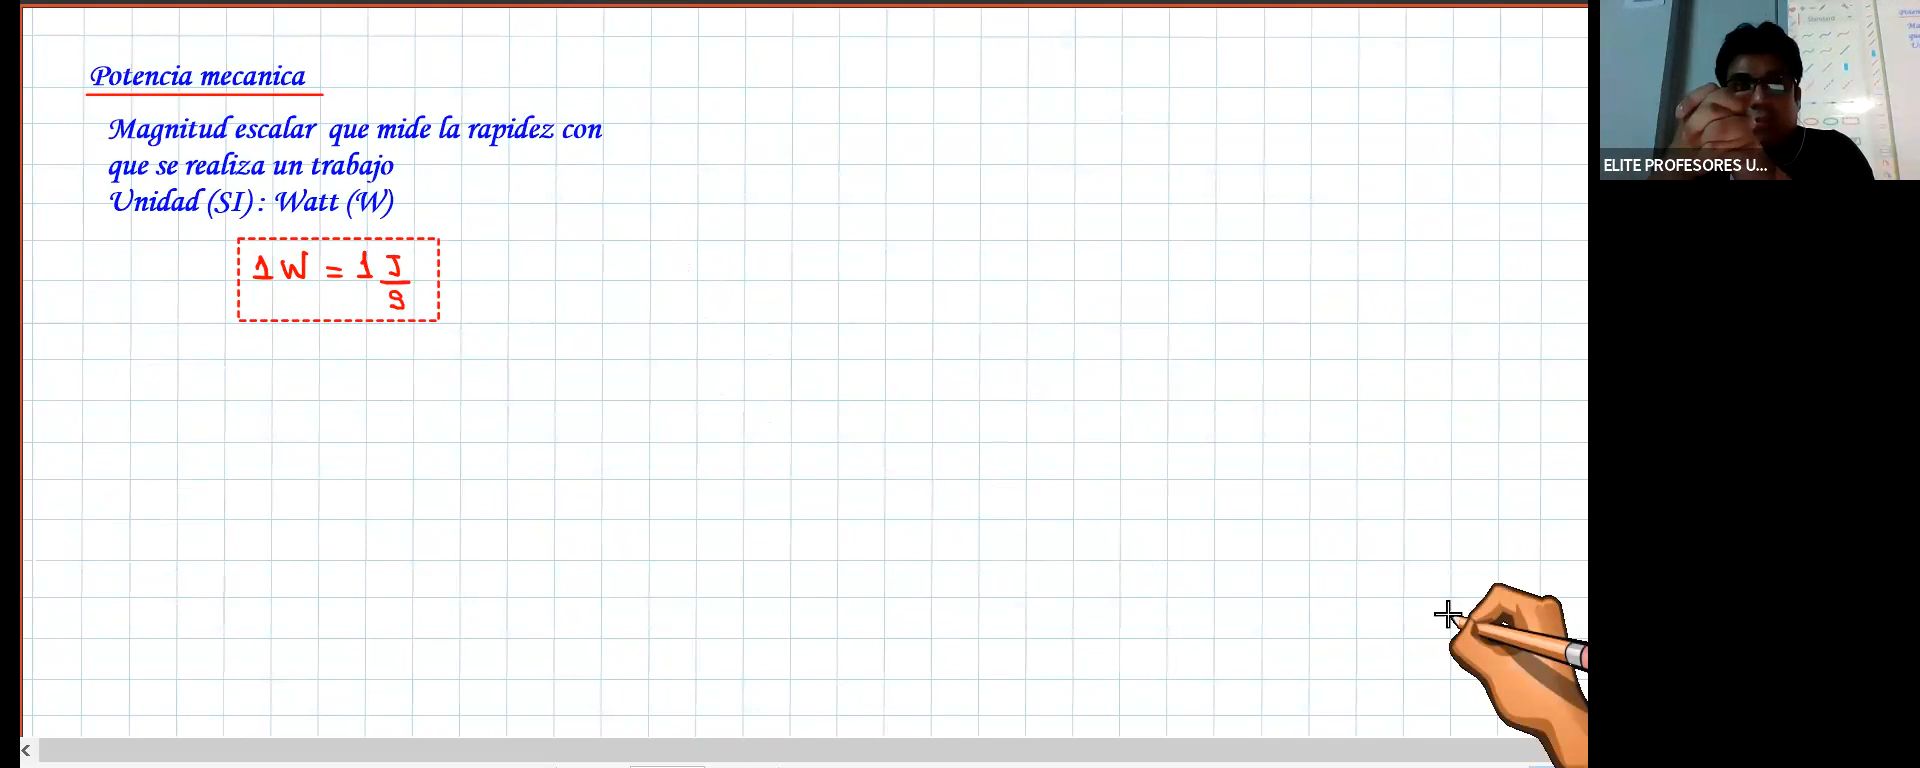 Potencia mecanica
Magnitud escalar que mide la rapidez con
que se realiza un trabajo
Unidad (SI) : Watt (W)
1 W = 1 J/s
ELITE PROFESORES U...
Standard